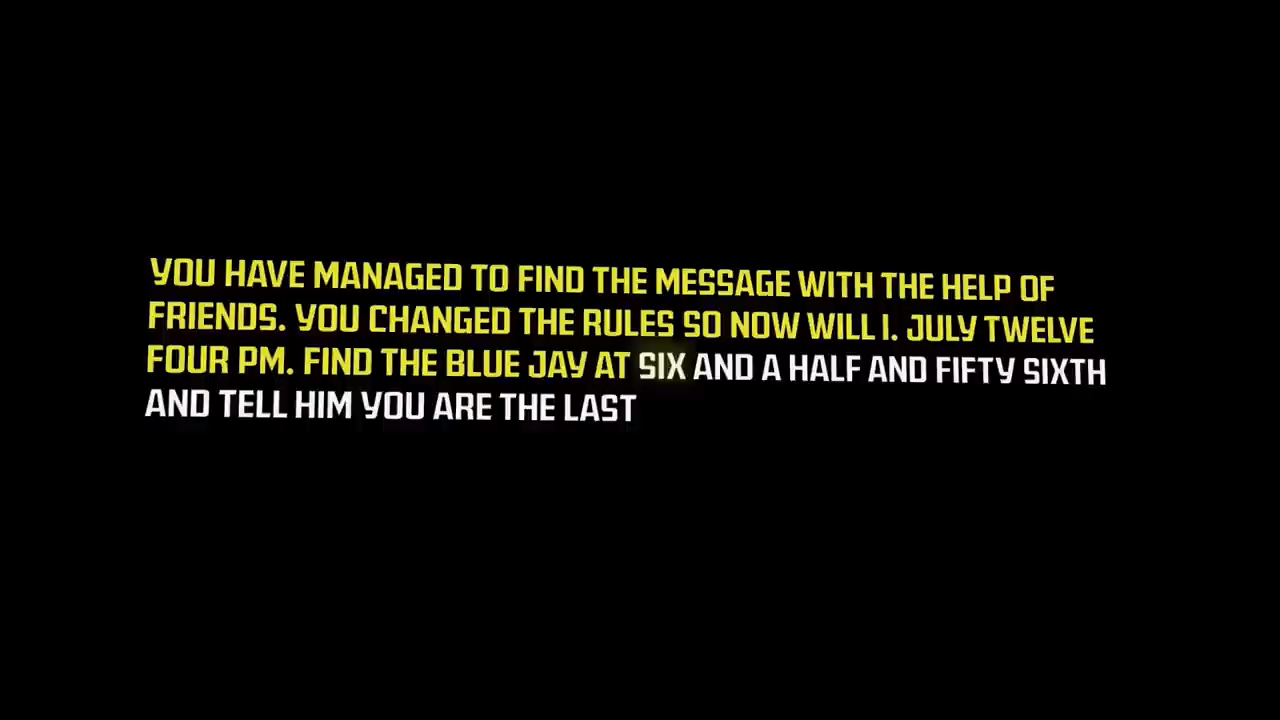 YOU HAVE MANAGED TO FIND THE MESSAGE WITH THE HELP OF
FRIENDS. YOU CHANGED THE RULES SO NOW WILL I. JULY TWELVE
FOUR PM. FIND THE BLUE JAY AT SIX AND A HALF AND FIFTY SIXTH
AND TELL HIM YOU ARE THE LAST